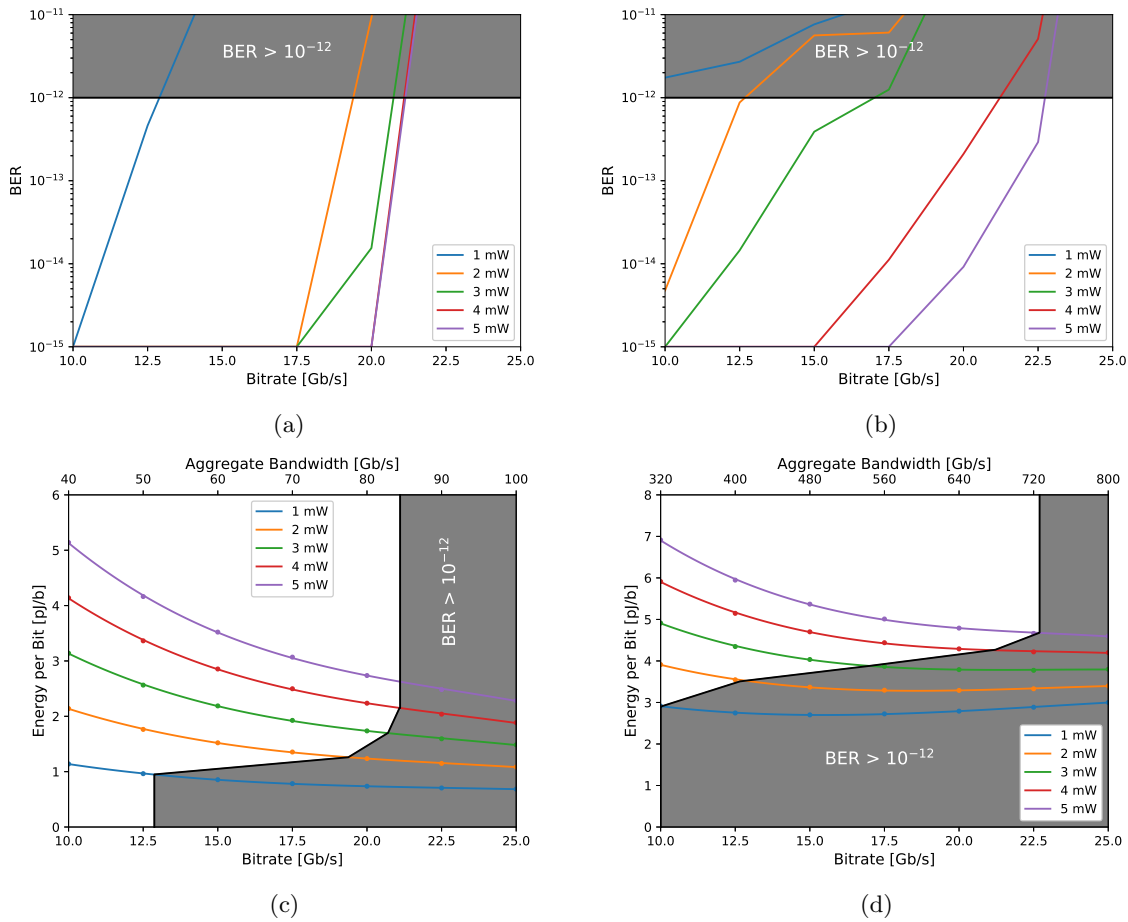 10⁻¹¹
10⁻¹²
10⁻¹³
10⁻¹⁴
10⁻¹⁵
BER
BER > 10⁻¹²
1 mW
2 mW
3 mW
4 mW
5 mW
10.0 12.5 15.0 17.5 20.0 22.5 25.0
Bitrate [Gb/s]
(a)
10⁻¹¹
10⁻¹²
10⁻¹³
10⁻¹⁴
10⁻¹⁵
BER
BER > 10⁻¹²
1 mW
2 mW
3 mW
4 mW
5 mW
10.0 12.5 15.0 17.5 20.0 22.5 25.0
Bitrate [Gb/s]
(b)
Aggregate Bandwidth [Gb/s]
40 50 60 70 80 90 100
6
5
4
3
2
1
0
Energy per Bit [pJ/b]
1 mW
2 mW
3 mW
4 mW
5 mW
BER > 10⁻¹²
10.0 12.5 15.0 17.5 20.0 22.5 25.0
Bitrate [Gb/s]
(c)
Aggregate Bandwidth [Gb/s]
320 400 480 560 640 720 800
8
7
6
5
4
3
2
1
0
Energy per Bit [pJ/b]
BER > 10⁻¹²
1 mW
2 mW
3 mW
4 mW
5 mW
10.0 12.5 15.0 17.5 20.0 22.5 25.0
Bitrate [Gb/s]
(d)